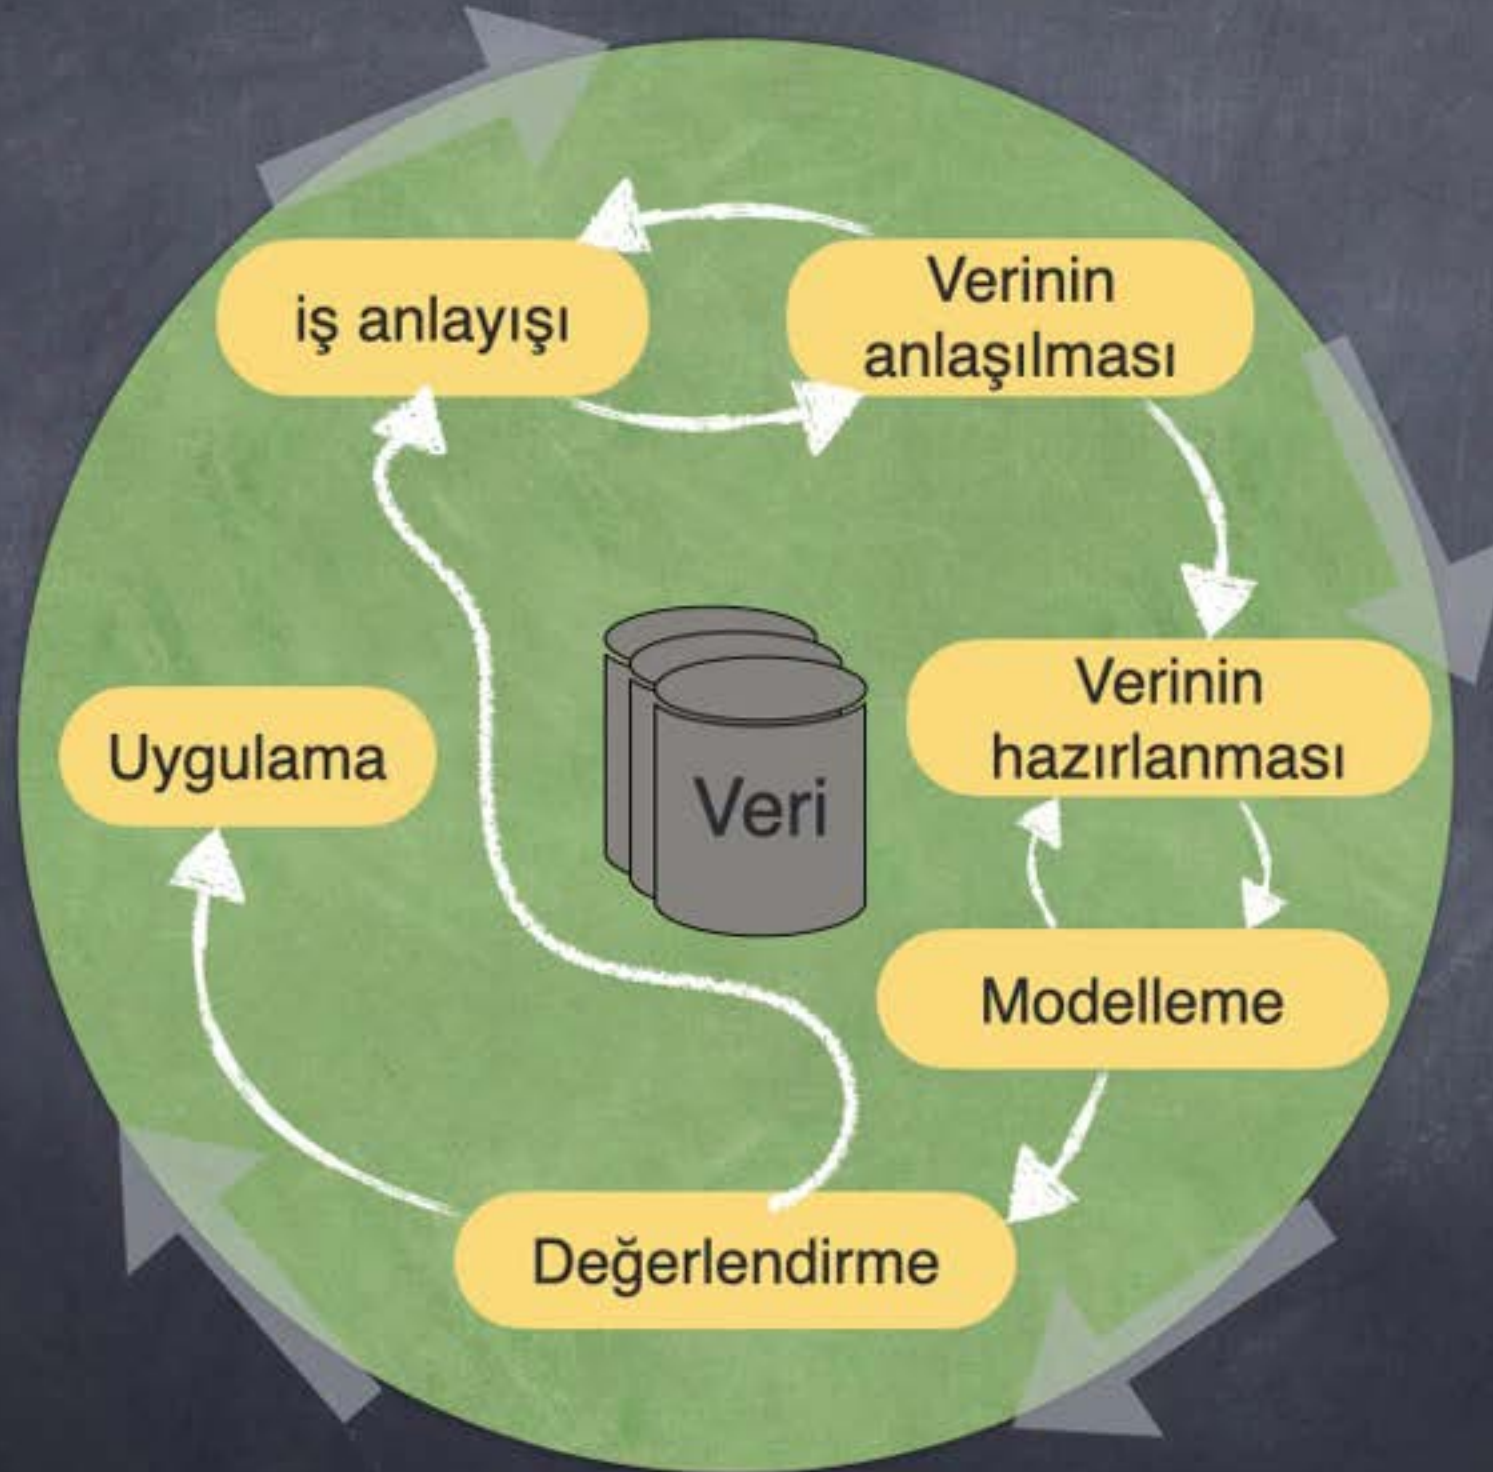 iş anlayışı
Verinin
anlaşılması
Verinin
hazırlanması
Uygulama
Veri
Modelleme
Değerlendirme